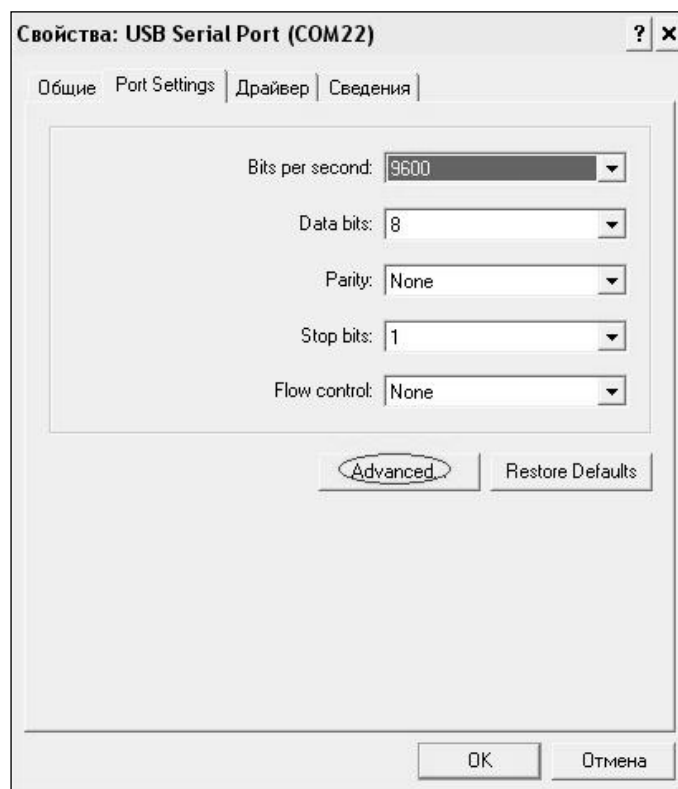 Свойства: USB Serial Port (COM22)
Общие Port Settings Драйвер Сведения
Bits per second: 9600
Data bits: 8
Parity: None
Stop bits: 1
Flow control: None
Advanced... Restore Defaults
OK Отмена